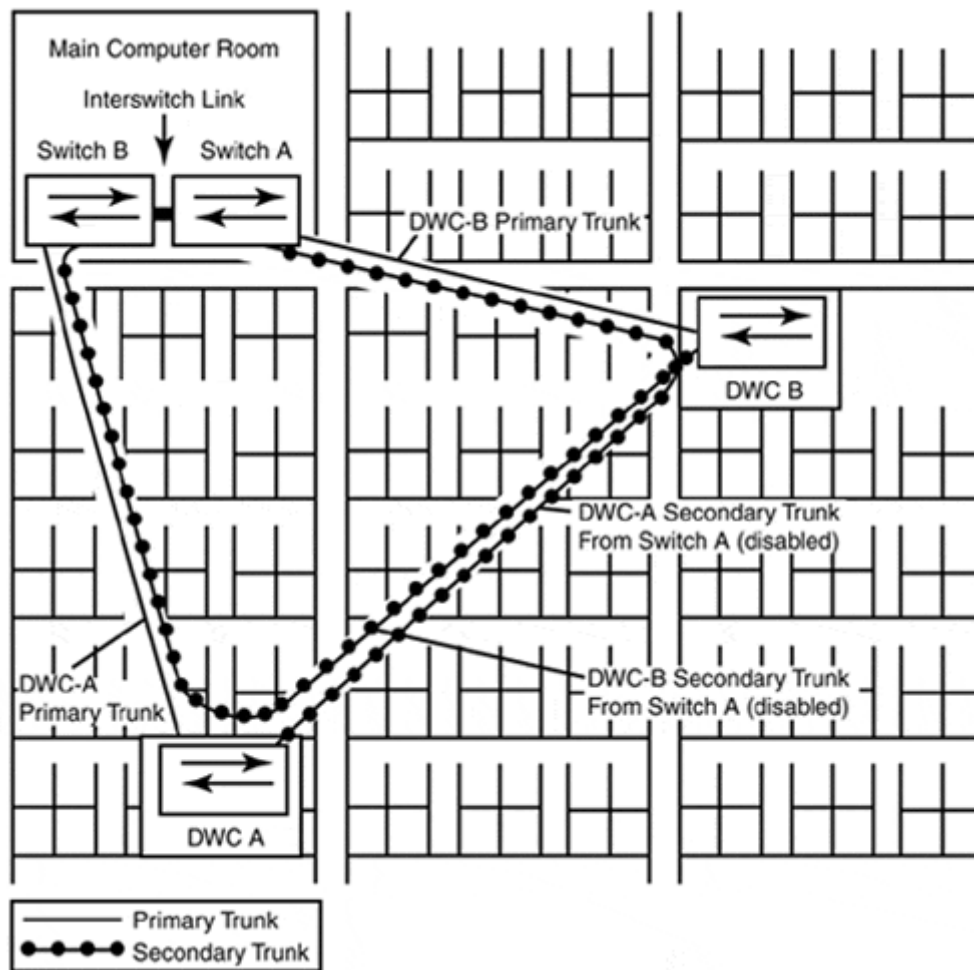 Main Computer Room
Interswitch Link
Switch B
Switch A
DWC-B Primary Trunk
DWC B
DWC-A Secondary Trunk
From Switch A (disabled)
DWC-B Secondary Trunk
From Switch A (disabled)
DWC-A
Primary Trunk
DWC A
Primary Trunk
Secondary Trunk